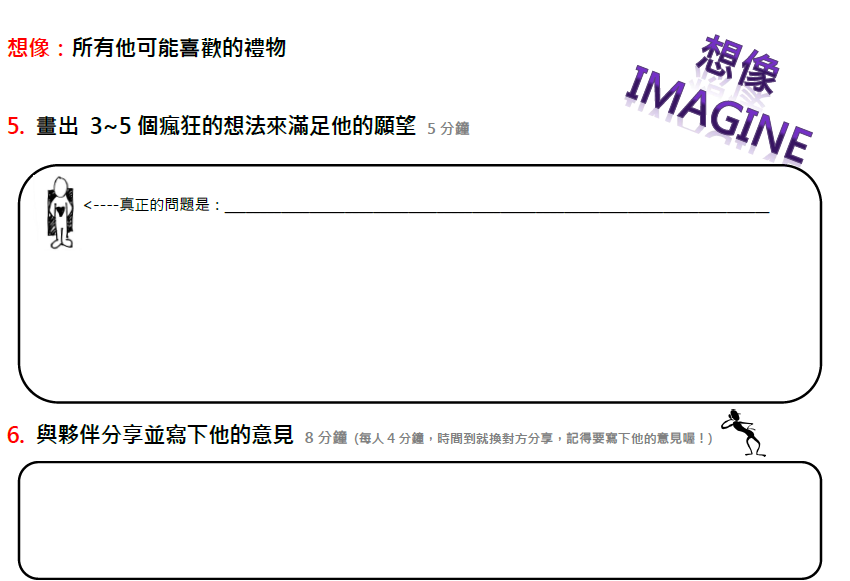 想像：所有他可能喜歡的禮物
想像
IMAGINE
5. 畫出 3~5 個瘋狂的想法來滿足他的願望 5 分鐘
<----真正的問題是：
6. 與夥伴分享並寫下他的意見 8 分鐘 (每人 4 分鐘，時間到就換對方分享，記得要寫下他的意見喔！)